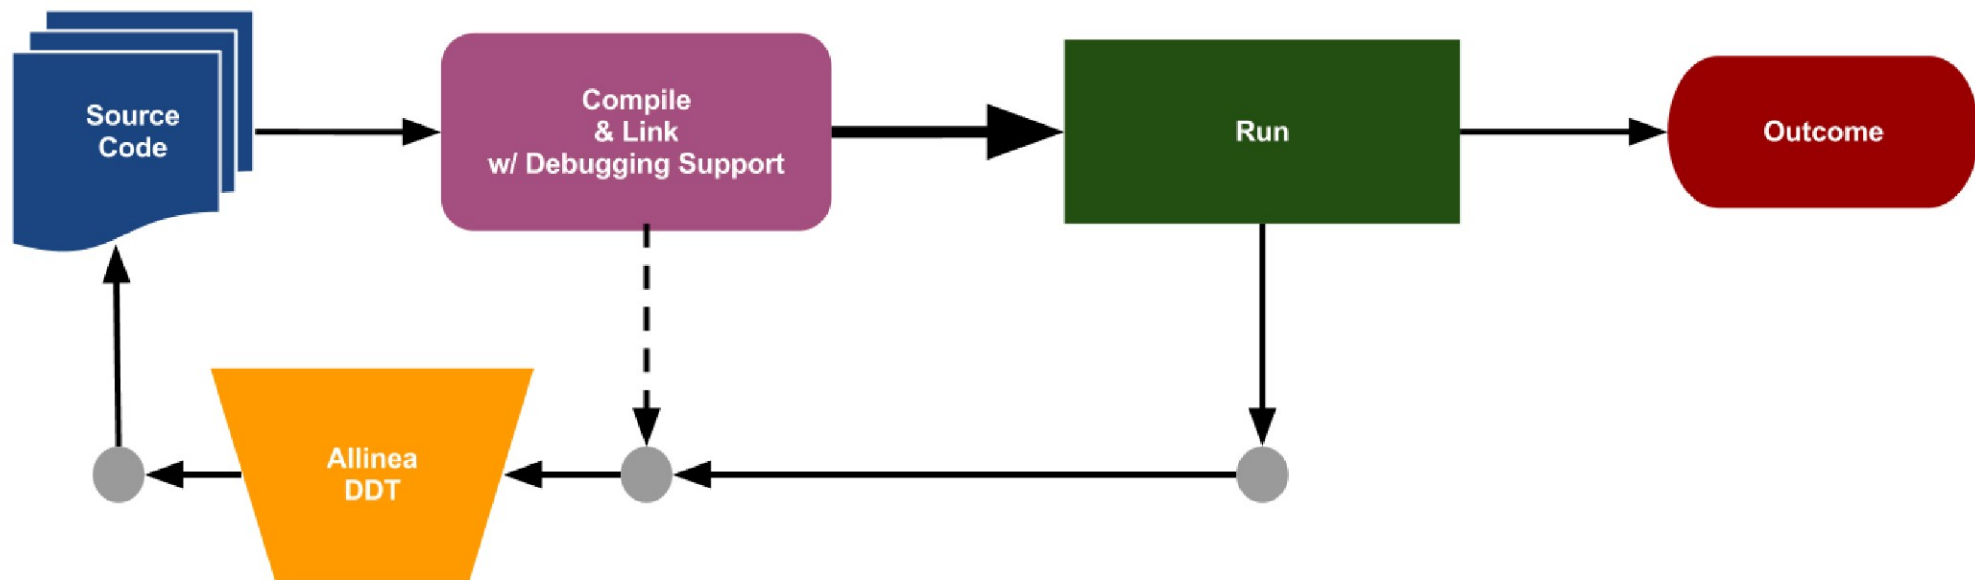 Source
Code
Compile
& Link
w/ Debugging Support
Run
Outcome
Allinea
DDT